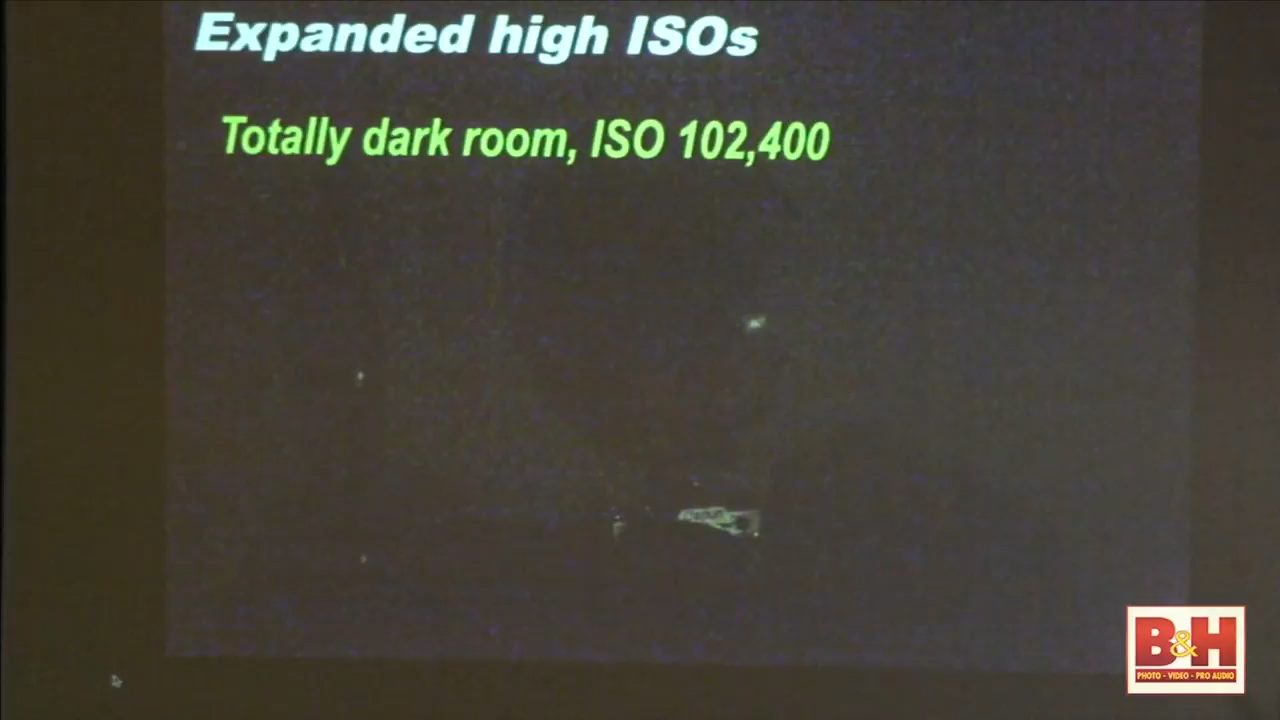 Expanded high ISOs
Totally dark room, ISO 102,400
B&H
PHOTO - VIDEO - PRO AUDIO